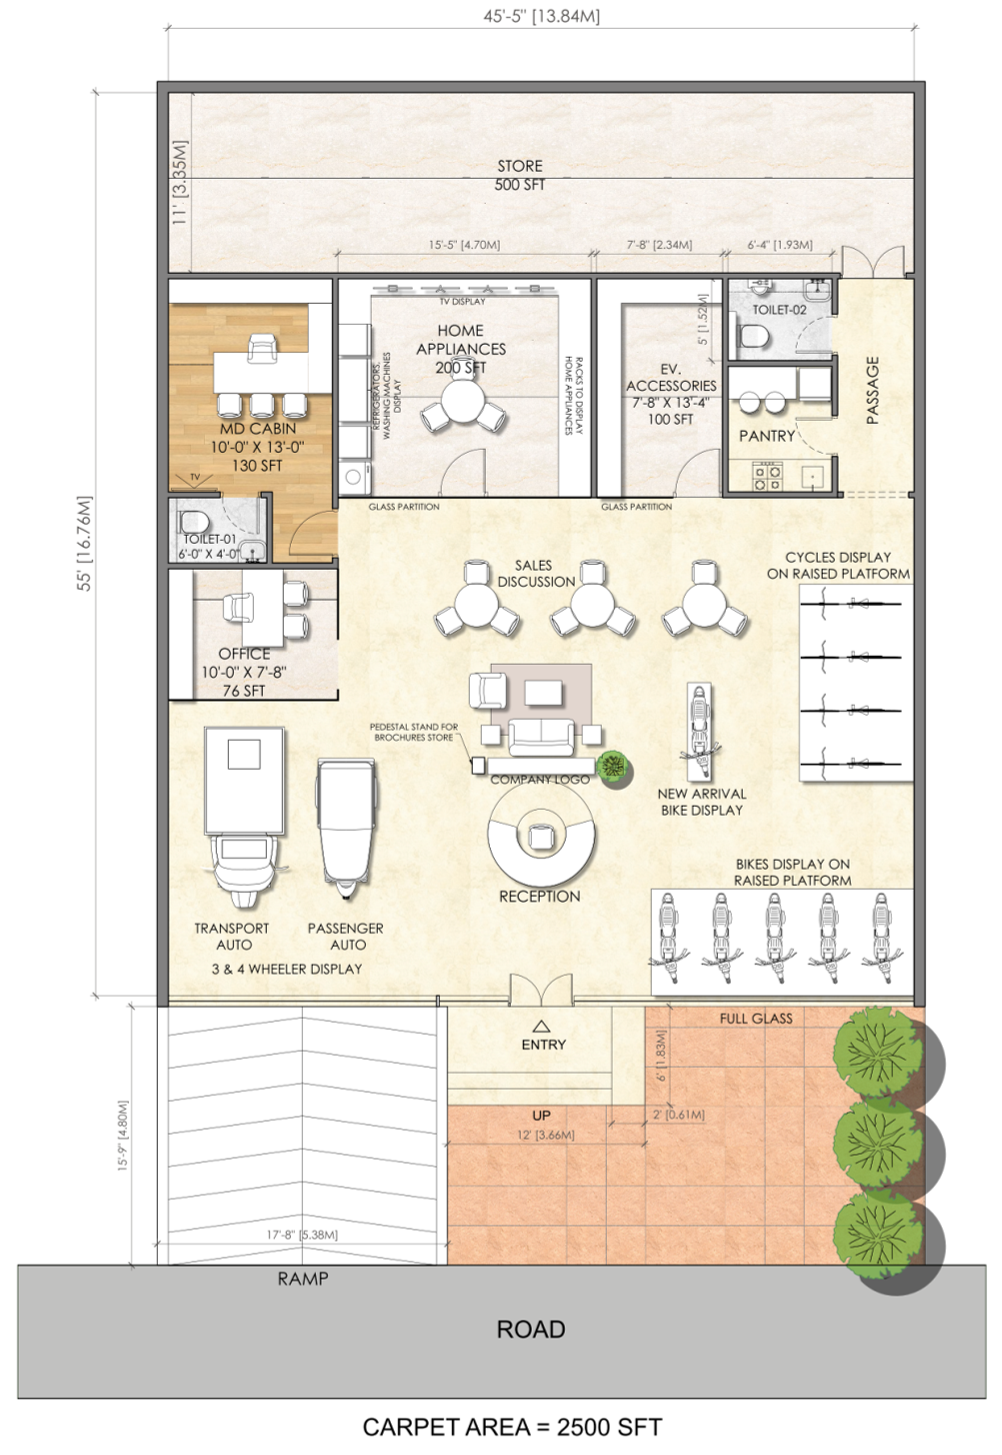 45'-5" [13.84M]
11' [3.35M]
STORE
500 SFT
15'-5" [4.70M]
7'-8" [2.34M]
6'-4" [1.93M]
TV DISPLAY
HOME
APPLIANCES
200 SFT
REFRIGERATORS,
WASHING MACHINES
DISPLAY
RACKS TO DISPLAY
HOME APPLIANCES
5' [1.52M]
EV.
ACCESSORIES
7'-8" X 13'-4"
100 SFT
TOILET-02
PASSAGE
PANTRY
MD CABIN
10'-0" X 13'-0"
130 SFT
TV
GLASS PARTITION
GLASS PARTITION
TOILET-01
6'-0" X 4'-0"
55' [16.76M]
SALES
DISCUSSION
CYCLES DISPLAY
ON RAISED PLATFORM
OFFICE
10'-0" X 7'-8"
76 SFT
PEDESTAL STAND FOR
BROCHURES STORE
COMPANY LOGO
NEW ARRIVAL
BIKE DISPLAY
RECEPTION
BIKES DISPLAY ON
RAISED PLATFORM
TRANSPORT
AUTO
PASSENGER
AUTO
3 & 4 WHEELER DISPLAY
ENTRY
FULL GLASS
6' [1.83M]
UP
2' [0.61M]
12' [3.66M]
15'-9" [4.80M]
17'-8" [5.38M]
RAMP
ROAD
CARPET AREA = 2500 SFT